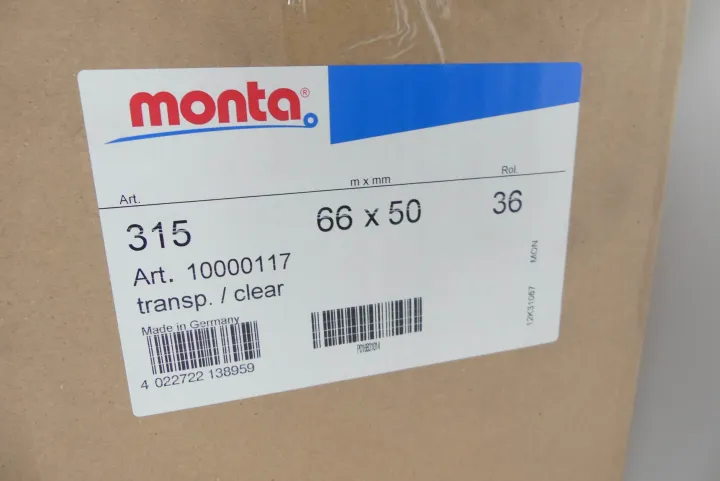 monta®
Art.
m x mm
Rol.
315
66 x 50
36
Art. 10000117
transp. / clear
Made in Germany
4 022722 138959
12K31067 MON